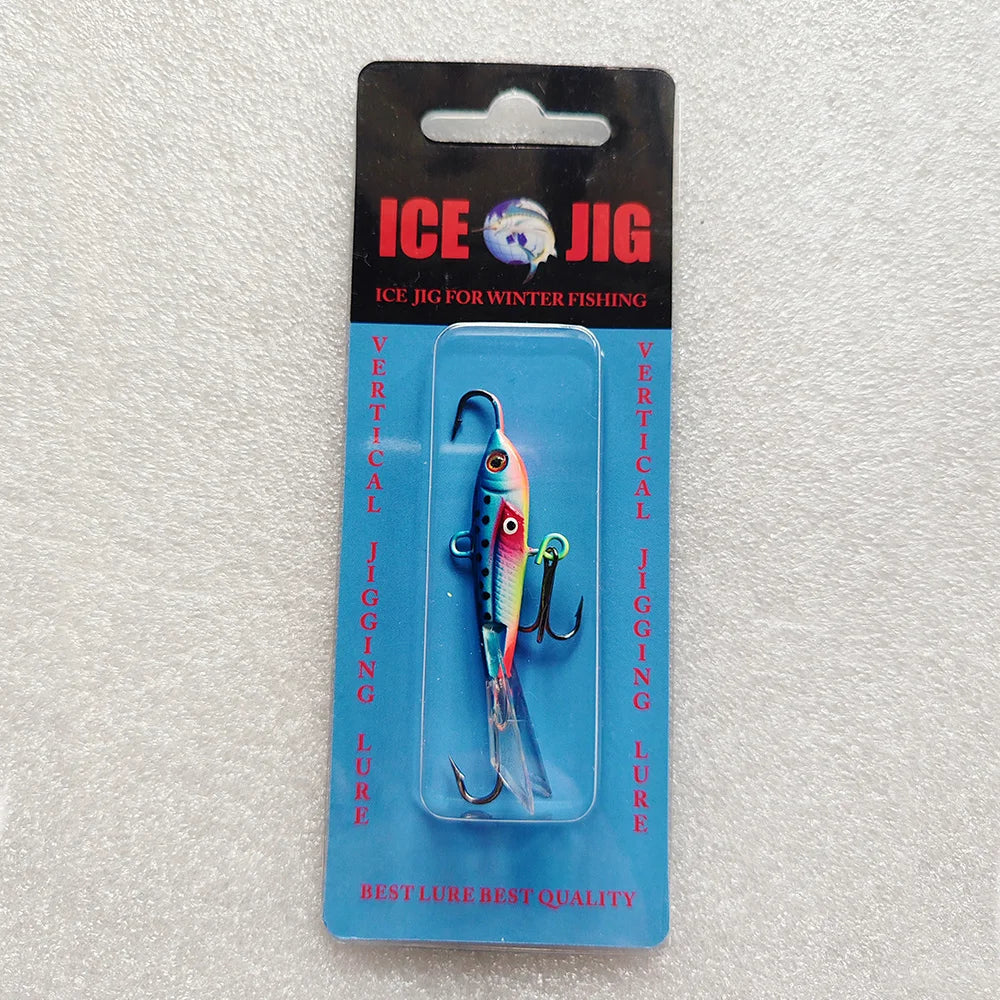 ICE JIG
ICE JIG FOR WINTER FISHING
VERTICAL JIGGING LURE
VERTICAL JIGGING LURE
BEST LURE BEST QUALITY